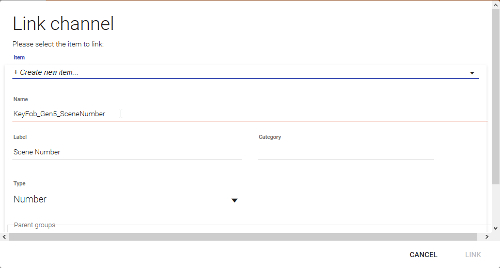 Link channel
Please select the item to link
Item
+ Create new item...
Name
KeyFob_Gen5_SceneNumber
Label
Category
Scene Number
Type
Number
Parent groups
CANCEL
LINK